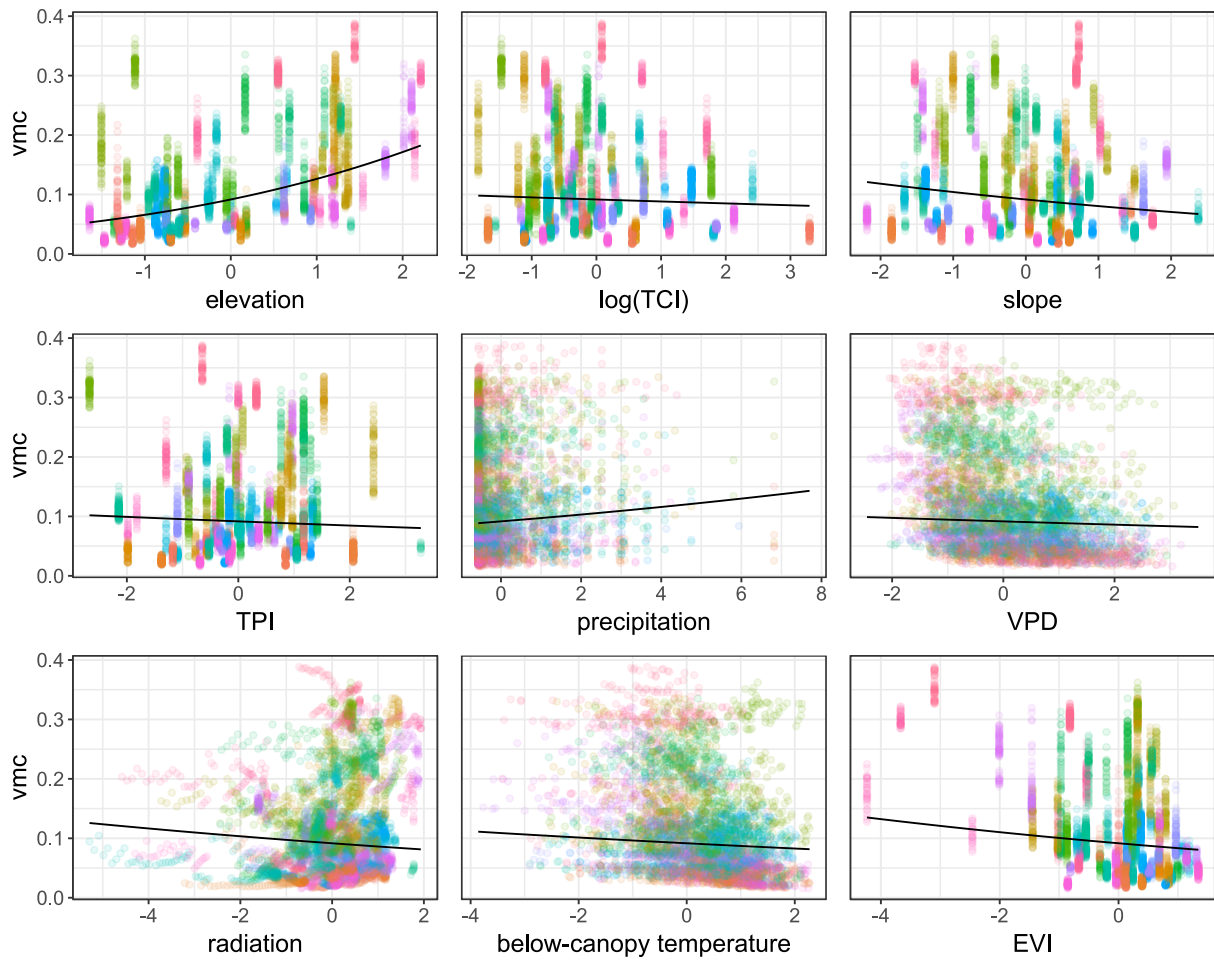 vmc
0.4
0.3
0.2
0.1
0.0
-1 0 1 2
elevation
-2 -1 0 1 2 3
log(TCI)
-2 -1 0 1 2
slope
vmc
0.4
0.3
0.2
0.1
0.0
-2 0 2
TPI
0 2 4 6 8
precipitation
-2 0 2
VPD
vmc
0.4
0.3
0.2
0.1
0.0
-4 -2 0 2
radiation
-4 -2 0 2
below-canopy temperature
-4 -2 0
EVI